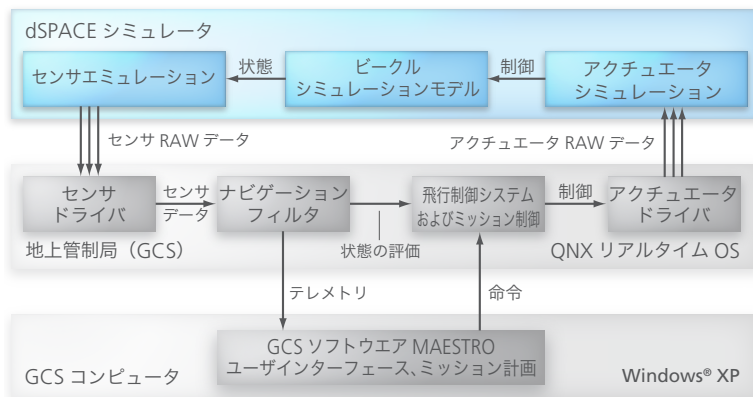 dSPACE シミュレータ
センサエミュレーション
状態
ビークル
シミュレーションモデル
制御
アクチュエータ
シミュレーション
センサ RAW データ
アクチュエータ RAW データ
センサ
ドライバ
センサ
データ
ナビゲーション
フィルタ
飛行制御システム
およびミッション制御
制御
アクチュエータ
ドライバ
地上管制局（GCS）
状態の評価
QNX リアルタイム OS
テレメトリ
命令
GCS ソフトウエア MAESTRO
ユーザインターフェース、ミッション計画
GCS コンピュータ
Windows® XP